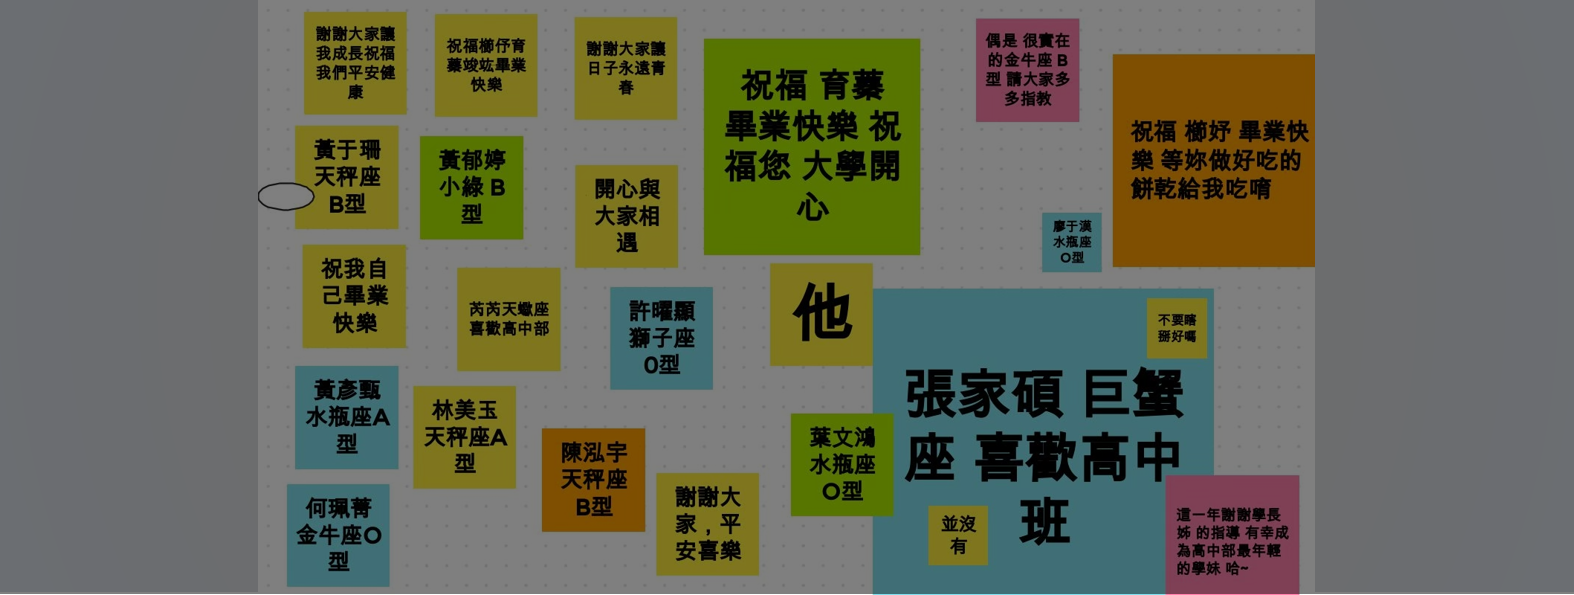 謝謝大家讓
我成長祝福
我們平安健
康
祝福櫛伃育
蓁竣竑畢業
快樂
謝謝大家讓
日子永遠青
春
祝福 育蓁
畢業快樂 祝
福您 大學開
心
偶是 很實在
的金牛座 B
型 請大家多
多指教
祝福 櫛妤 畢業快
樂 等妳做好吃的
餅乾給我吃唷
黃于珊
天秤座
B型
黃郁婷
小綠 B
型
開心與
大家相
遇
廖于漢
水瓶座
O型
祝我自
己畢業
快樂
芮芮天蠍座
喜歡高中部
許曜顯
獅子座
O型
他
不要瞎
掰好嗎
張家碩 巨蟹
座 喜歡高中
班
黃彥甄
水瓶座A
型
林美玉
天秤座A
型
陳泓宇
天秤座
B型
謝謝大
家，平
安喜樂
葉文鴻
水瓶座
O型
並沒
有
何珮菁
金牛座O
型
這一年謝謝學長
姊 的指導 有幸成
為高中部最年輕
的學妹 哈~